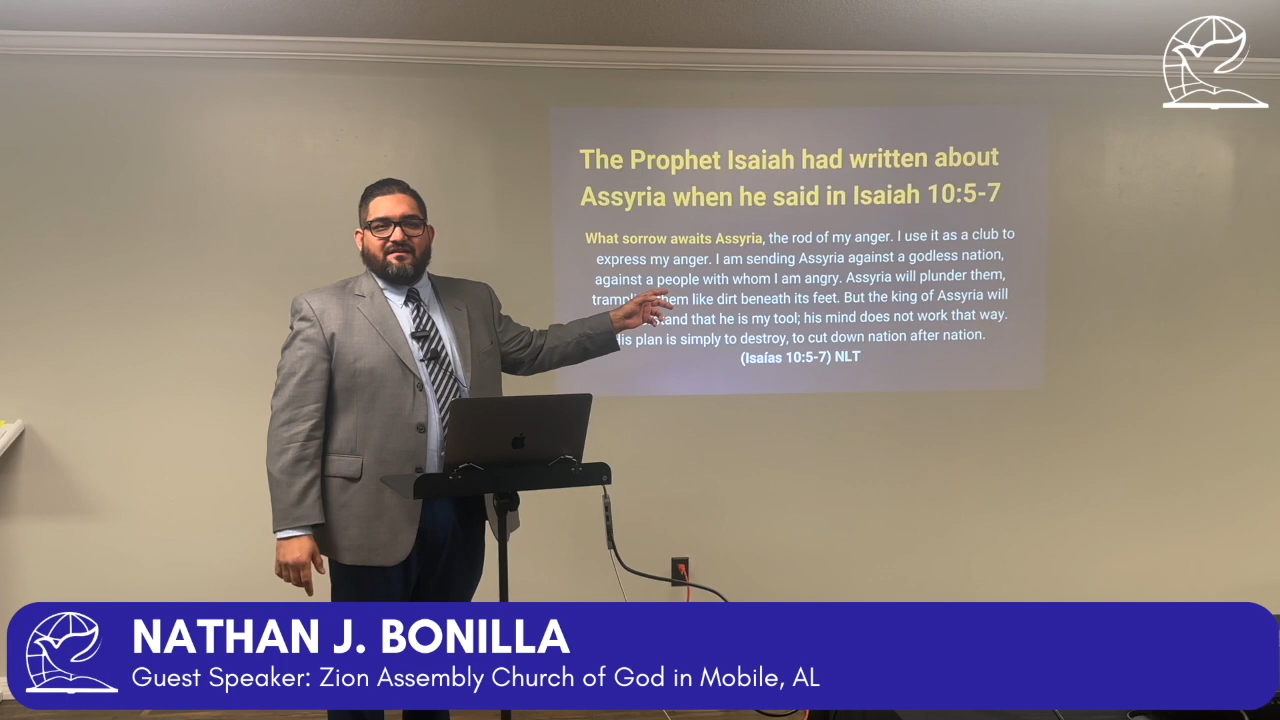 The Prophet Isaiah had written about
Assyria when he said in Isaiah 10:5-7
What sorrow awaits Assyria, the rod of my anger. I use it as a club to
express my anger. I am sending Assyria against a godless nation,
against a people with whom I am angry. Assyria will plunder them,
them like dirt beneath its feet. But the king of Assyria will
that he is my tool; his mind does not work that way.
plan is simply to destroy, to cut down nation after nation.
(Isaías 10:5-7) NLT
NATHAN J. BONILLA
Guest Speaker: Zion Assembly Church of God in Mobile, AL